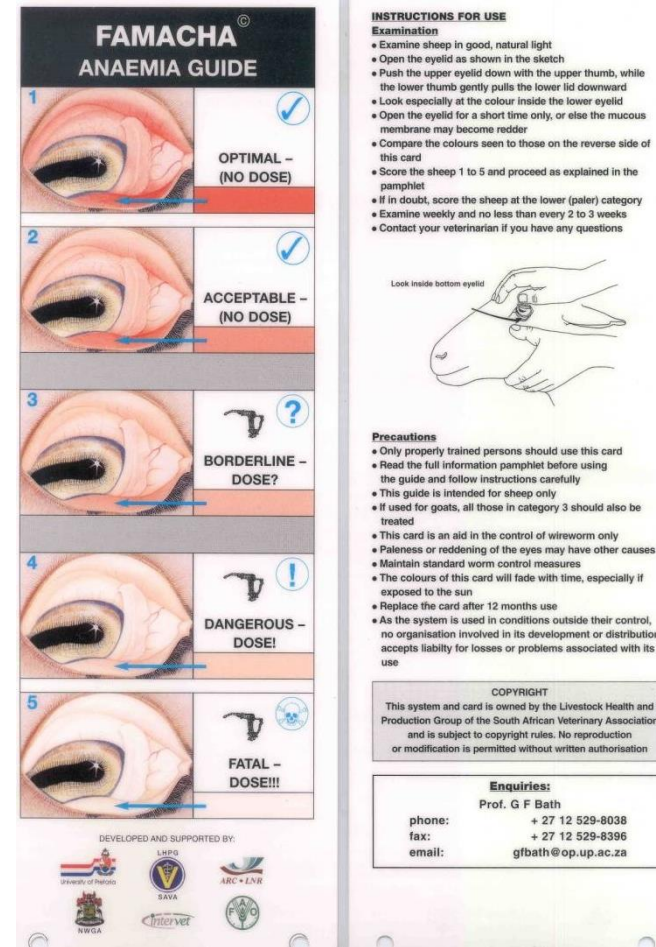 FAMACHA©
ANAEMIA GUIDE
1
OPTIMAL –
(NO DOSE)
2
ACCEPTABLE –
(NO DOSE)
3
?
BORDERLINE –
DOSE?
4
!
DANGEROUS –
DOSE!
5
FATAL –
DOSE!!!
DEVELOPED AND SUPPORTED BY:
University of Pretoria
LHPG
SAVA
ARC • LNR
NWGA
Intervet
FAO
INSTRUCTIONS FOR USE
Examination
• Examine sheep in good, natural light
• Open the eyelid as shown in the sketch
• Push the upper eyelid down with the upper thumb, while
the lower thumb gently pulls the lower lid downward
• Look especially at the colour inside the lower eyelid
• Open the eyelid for a short time only, or else the mucous
membrane may become redder
• Compare the colours seen to those on the reverse side of
this card
• Score the sheep 1 to 5 and proceed as explained in the
pamphlet
• If in doubt, score the sheep at the lower (paler) category
• Examine weekly and no less than every 2 to 3 weeks
• Contact your veterinarian if you have any questions
Look inside bottom eyelid
Precautions
• Only properly trained persons should use this card
• Read the full information pamphlet before using
the guide and follow instructions carefully
• This guide is intended for sheep only
• If used for goats, all those in category 3 should also be
treated
• This card is an aid in the control of wireworm only
• Paleness or reddening of the eyes may have other causes
• Maintain standard worm control measures
• The colours of this card will fade with time, especially if
exposed to the sun
• Replace the card after 12 months use
• As the system is used in conditions outside their control,
no organisation involved in its development or distribution
accepts liabilty for losses or problems associated with its
use
COPYRIGHT
This system and card is owned by the Livestock Health and
Production Group of the South African Veterinary Association
and is subject to copyright rules. No reproduction
or modification is permitted without written authorisation
Enquiries:
Prof. G F Bath
phone: + 27 12 529-8038
fax: + 27 12 529-8396
email: gfbath@op.up.ac.za